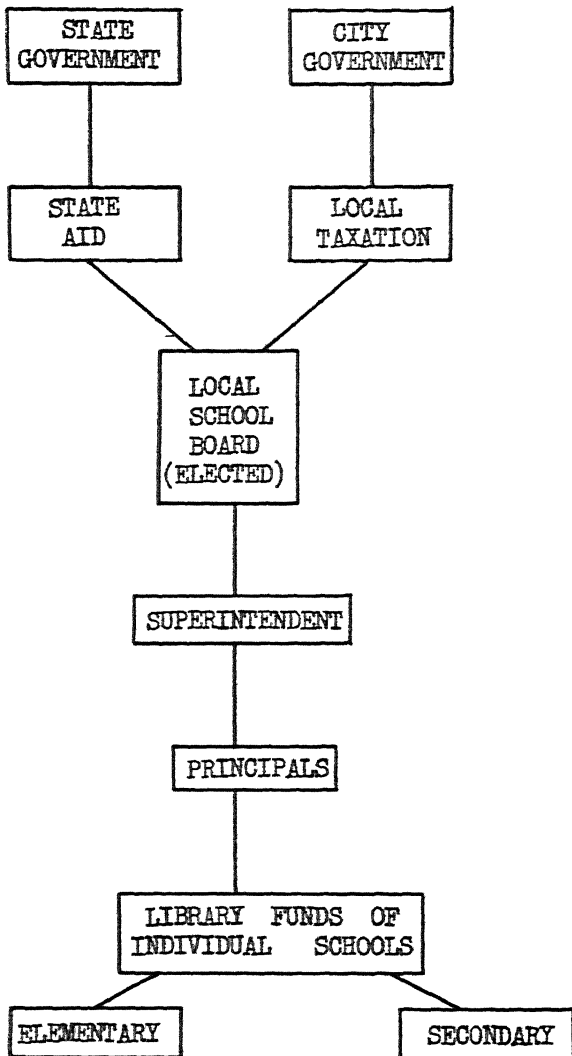 STATE
GOVERNMENT
CITY
GOVERNMENT
STATE
AID
LOCAL
TAXATION
LOCAL
SCHOOL
BOARD
(ELECTED)
SUPERINTENDENT
PRINCIPALS
LIBRARY FUNDS OF
INDIVIDUAL SCHOOLS
ELEMENTARY
SECONDARY